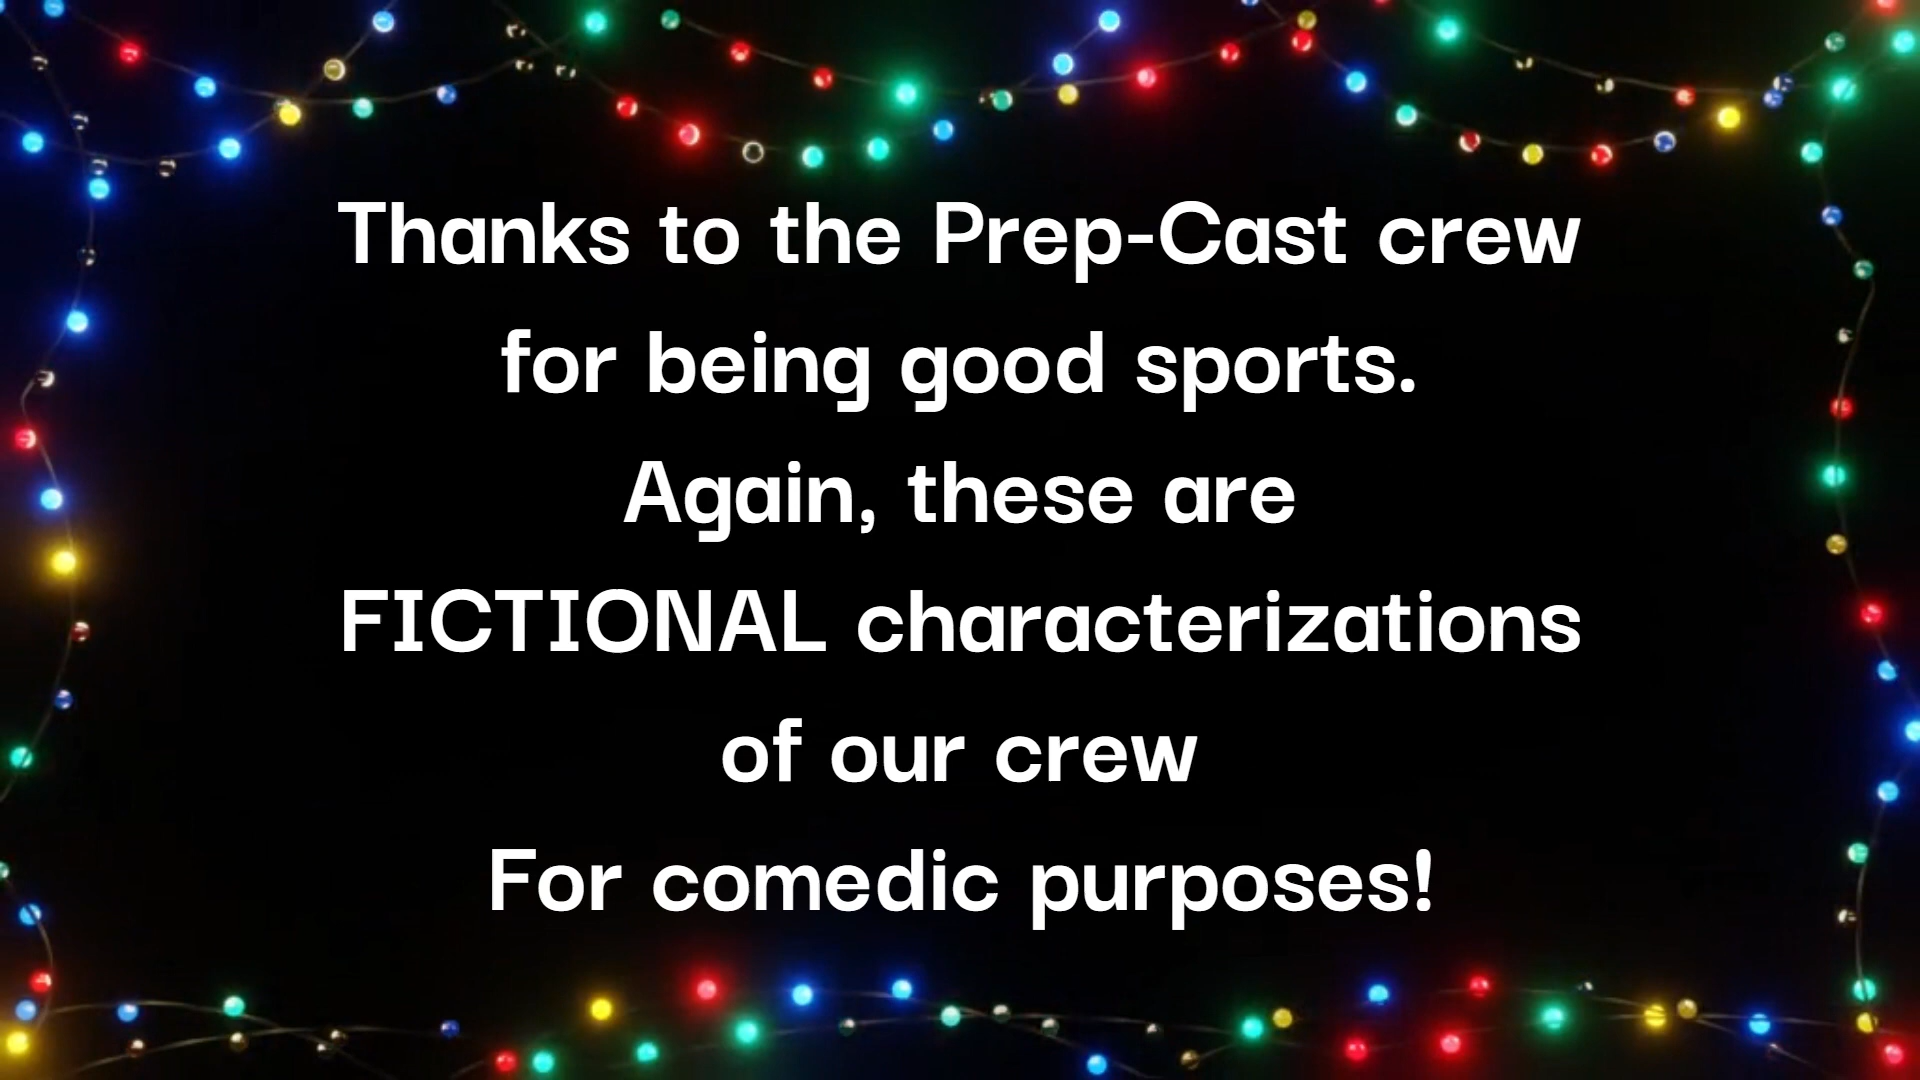 Thanks to the Prep-Cast crew
for being good sports.
Again, these are
FICTIONAL characterizations
of our crew
For comedic purposes!